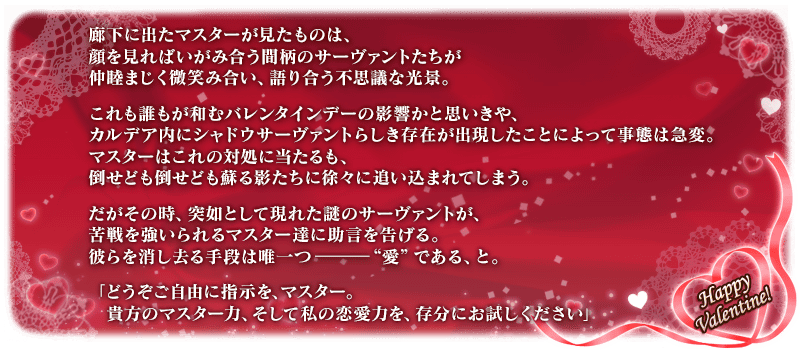 廊下に出たマスターが見たものは、
顔を見ればいがみ合う間柄のサーヴァントたちが
仲睦まじく微笑み合い、語り合う不思議な光景。
これも誰もが和むバレンタインデーの影響かと思いきや、
カルデア内にシャドウサーヴァントらしき存在が出現したことによって事態は急変。
マスターはこれの対処に当たるも、
倒せども倒せども蘇る影たちに徐々に追い込まれてしまう。
だがその時、突如として現れた謎のサーヴァントが、
苦戦を強いられるマスター達に助言を告げる。
彼らを消し去る手段は唯一つ―――“愛”である、と。
「どうぞご自由に指示を、マスター。
貴方のマスター力、そして私の恋愛力を、存分にお試しください」
Happy
Valentine!